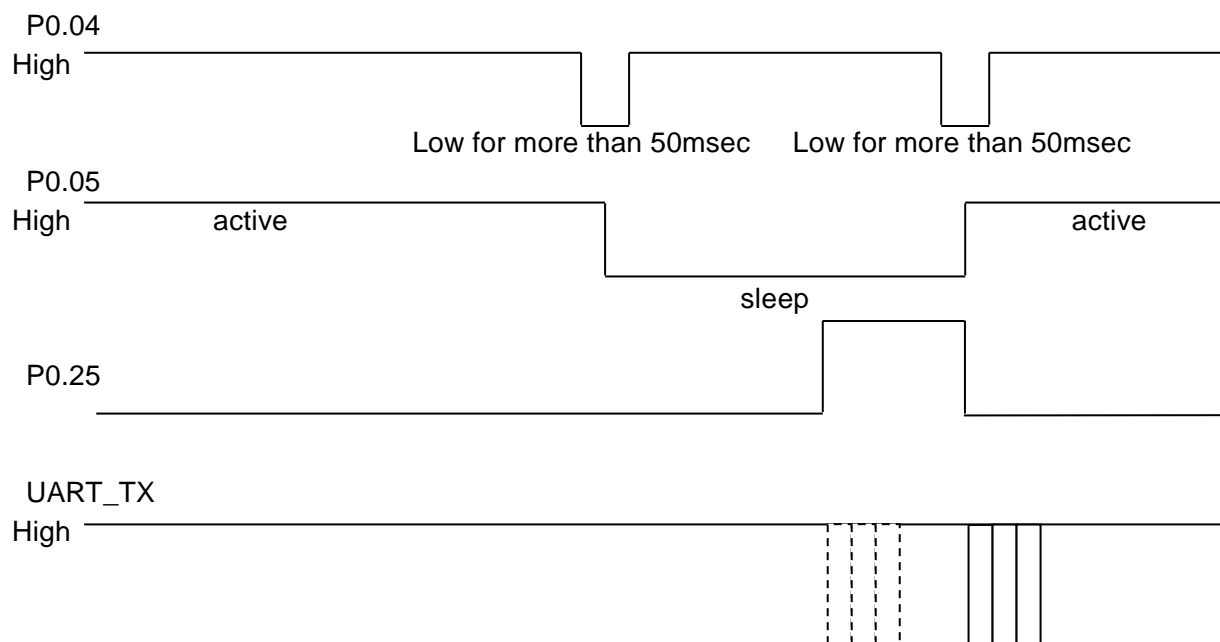 P0.04
High
Low for more than 50msec Low for more than 50msec
P0.05
High active active
sleep
P0.25
UART_TX
High